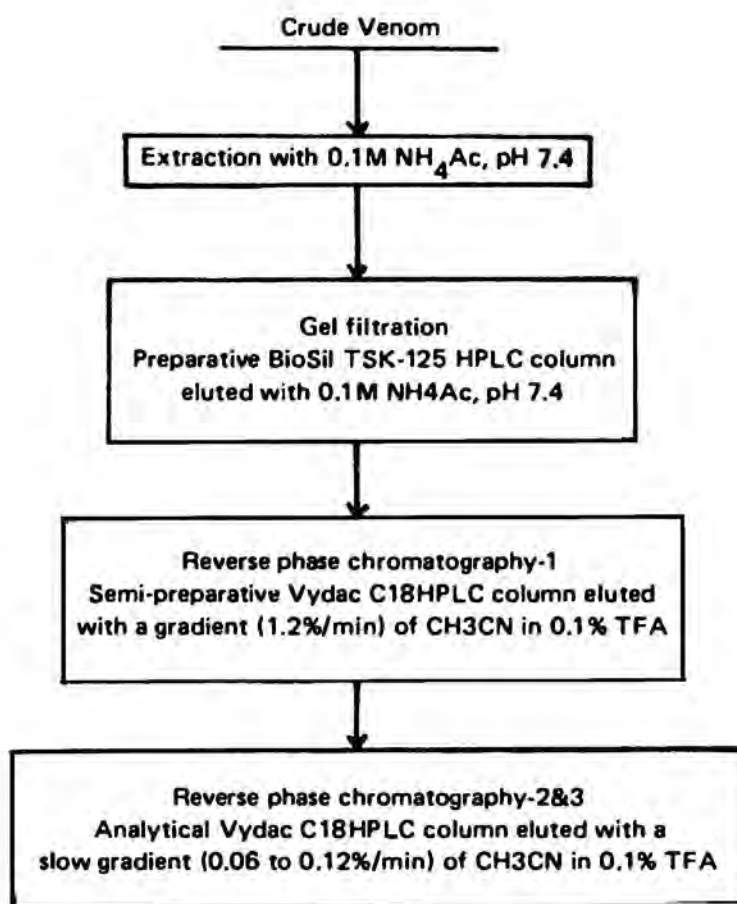 Crude Venom
Extraction with 0.1M NH4Ac, pH 7.4
Gel filtration
Preparative BioSil TSK-125 HPLC column
eluted with 0.1M NH4Ac, pH 7.4
Reverse phase chromatography-1
Semi-preparative Vydac C18HPLC column eluted
with a gradient (1.2%/min) of CH3CN in 0.1% TFA
Reverse phase chromatography-2&3
Analytical Vydac C18HPLC column eluted with a
slow gradient (0.06 to 0.12%/min) of CH3CN in 0.1% TFA